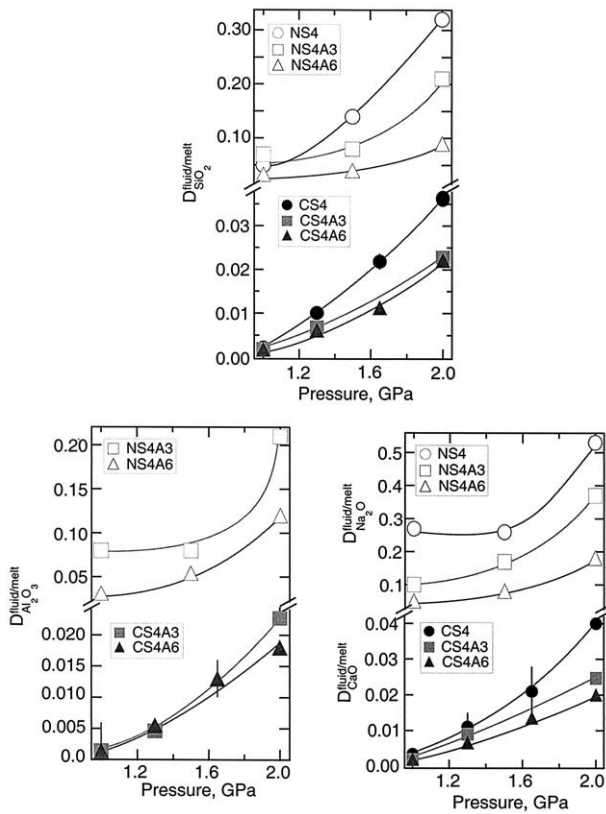 NS4
NS4A3
NS4A6
0.30
0.20
0.10
D fluid/melt SiO2
CS4
CS4A3
CS4A6
0.03
0.02
0.01
0.00
1.2 1.6 2.0
Pressure, GPa
0.20
NS4A3
NS4A6
0.15
0.10
0.05
D fluid/melt Al2O3
CS4A3
CS4A6
0.020
0.015
0.010
0.005
0.0
1.2 1.6 2.0
Pressure, GPa
NS4
NS4A3
NS4A6
0.5
0.4
0.3
0.2
0.1
D fluid/melt Na2O
CS4
CS4A3
CS4A6
0.04
0.03
0.02
0.01
0.00
D fluid/melt CaO
1.2 1.6 2.0
Pressure, GPa